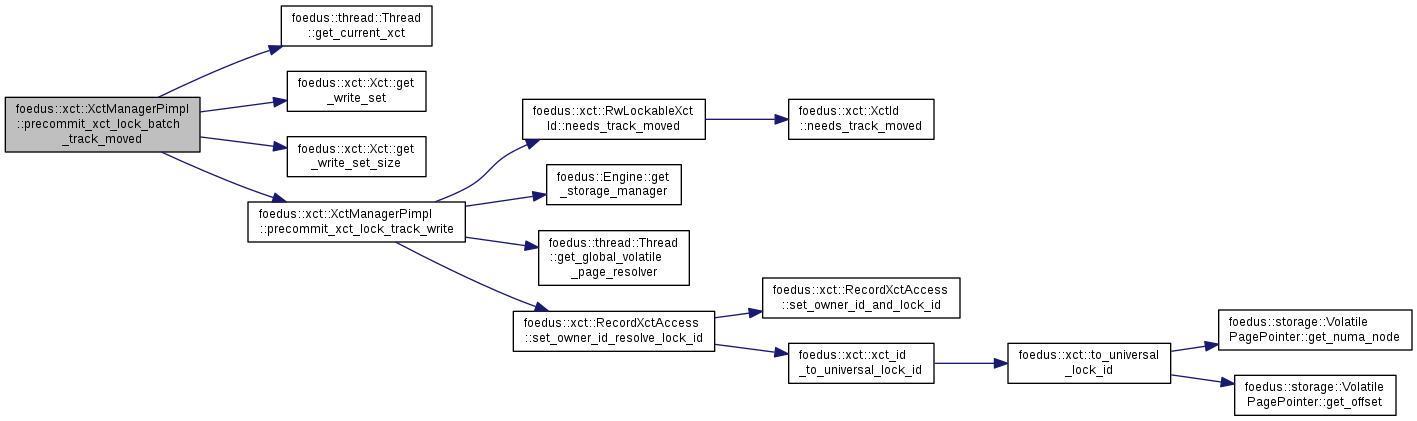 foedus::thread::Thread
::get_current_xct
foedus::xct::XctManagerPimpl
::precommit_xct_lock_batch
_track_moved
foedus::xct::Xct::get
_write_set
foedus::xct::Xct::get
_write_set_size
foedus::xct::XctManagerPimpl
::precommit_xct_lock_track_write
foedus::xct::RwLockableXct
Id::needs_track_moved
foedus::xct::XctId
::needs_track_moved
foedus::Engine::get
_storage_manager
foedus::thread::Thread
::get_global_volatile
_page_resolver
foedus::xct::RecordXctAccess
::set_owner_id_resolve_lock_id
foedus::xct::RecordXctAccess
::set_owner_id_and_lock_id
foedus::xct::xct_id
_to_universal_lock_id
foedus::xct::to_universal
_lock_id
foedus::storage::Volatile
PagePointer::get_numa_node
foedus::storage::Volatile
PagePointer::get_offset